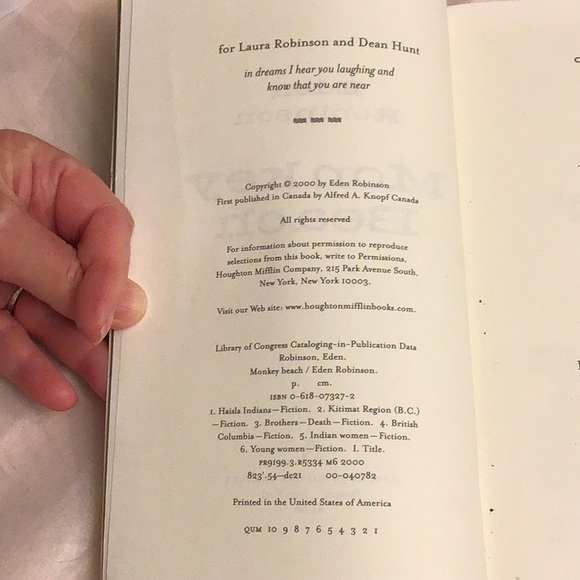 for Laura Robinson and Dean Hunt
in dreams I hear you laughing and
know that you are near
Copyright © 2000 by Eden Robinson
First published in Canada by Alfred A. Knopf Canada
All rights reserved
For information about permission to reproduce
selections from this book, write to Permissions,
Houghton Mifflin Company, 215 Park Avenue South,
New York, New York 10003.
Visit our Web site: www.houghtonmifflinbooks.com.
Library of Congress Cataloging-in-Publication Data
Robinson, Eden.
Monkey beach / Eden Robinson.
p. cm.
ISBN 0-618-07327-2
1. Haisla Indians—Fiction. 2. Kitimat Region (B.C.)
—Fiction. 3. Brothers—Death—Fiction. 4. British
Columbia—Fiction. 5. Indian women—Fiction.
6. Young women—Fiction. I. Title.
PR9199.3.R5334 M6 2000
823'.54—dc21 00-040782
Printed in the United States of America
QUM 10 9 8 7 6 5 4 3 2 1